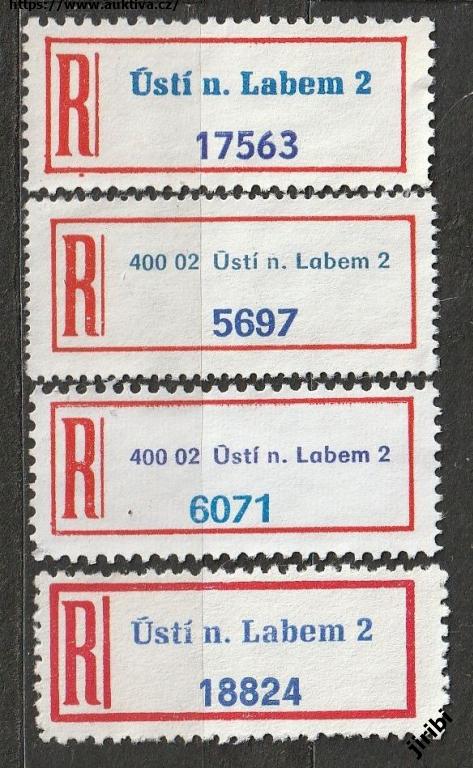 https://www.auktiva.cz/
R Ústí n. Labem 2
17563
R 400 02 Ústí n. Labem 2
5697
R 400 02 Ústí n. Labem 2
6071
R Ústí n. Labem 2
18824
jiribi